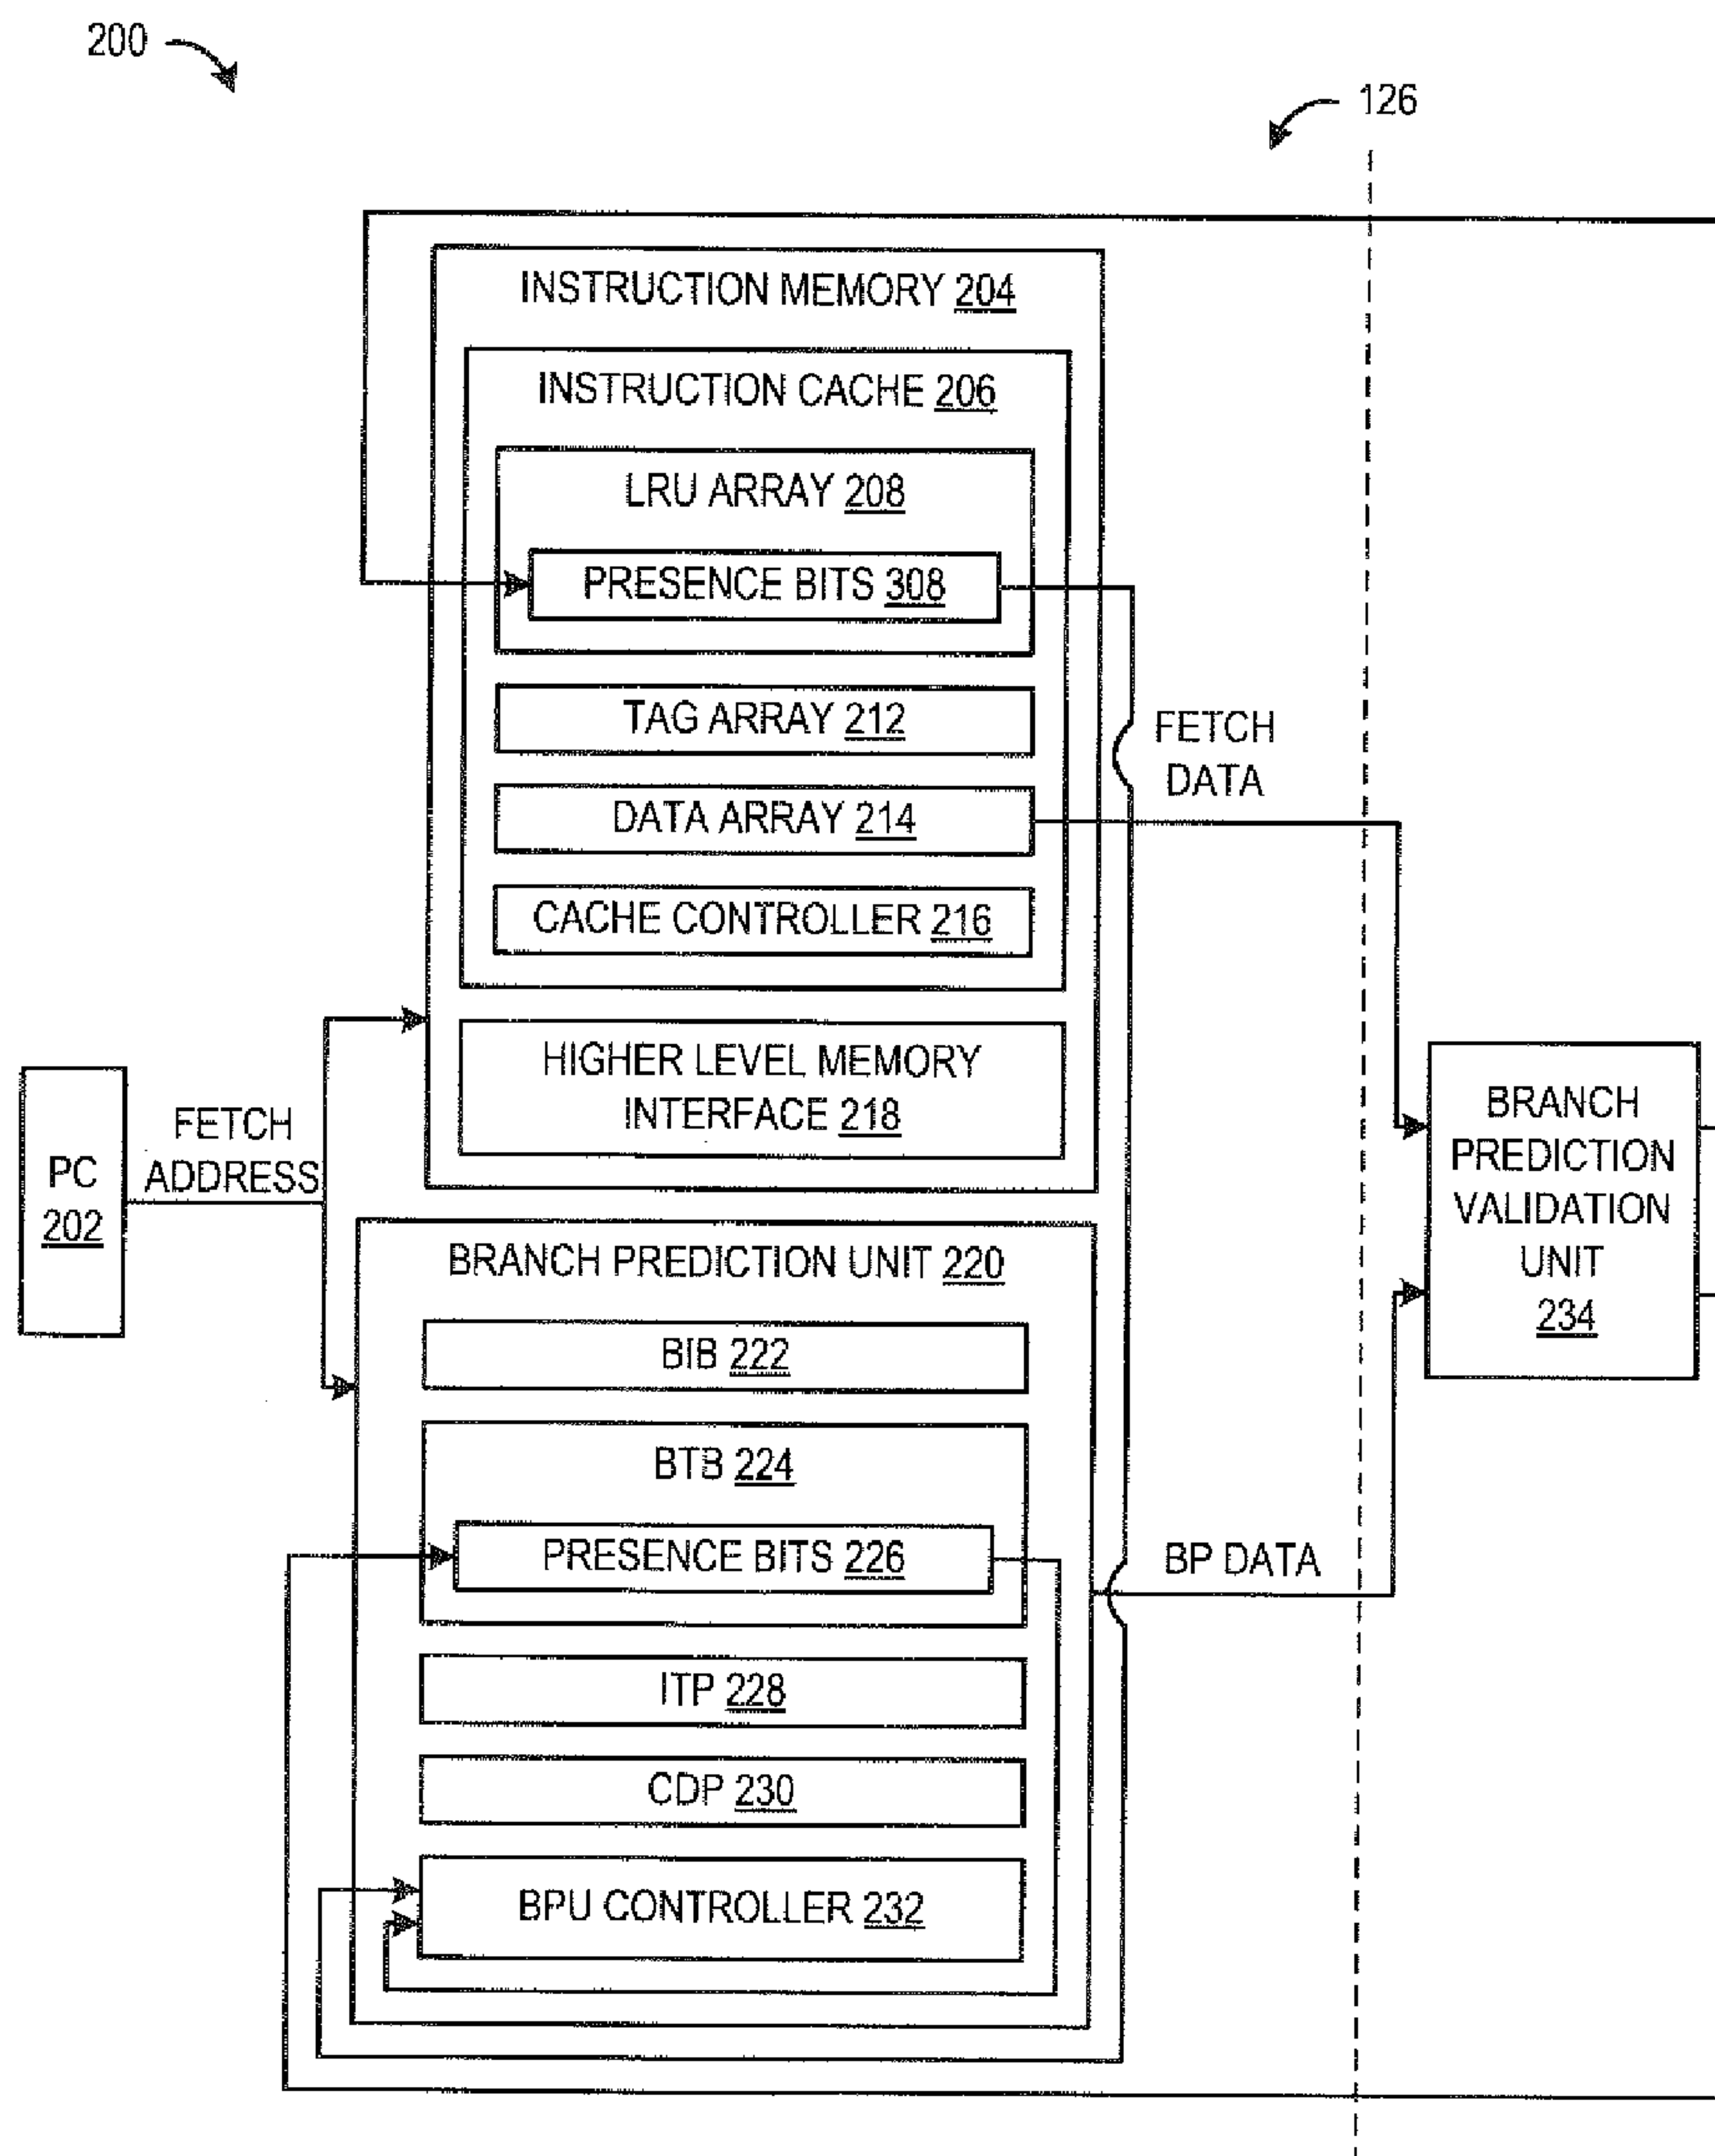 200
126
INSTRUCTION MEMORY 204
INSTRUCTION CACHE 206
LRU ARRAY 208
PRESENCE BITS 308
TAG ARRAY 212
DATA ARRAY 214
CACHE CONTROLLER 216
HIGHER LEVEL MEMORY
INTERFACE 218
FETCH
DATA
PC
202
FETCH
ADDRESS
BRANCH PREDICTION UNIT 220
BIB 222
BTB 224
PRESENCE BITS 226
ITP 228
CDP 230
BPU CONTROLLER 232
BP DATA
BRANCH
PREDICTION
VALIDATION
UNIT
234